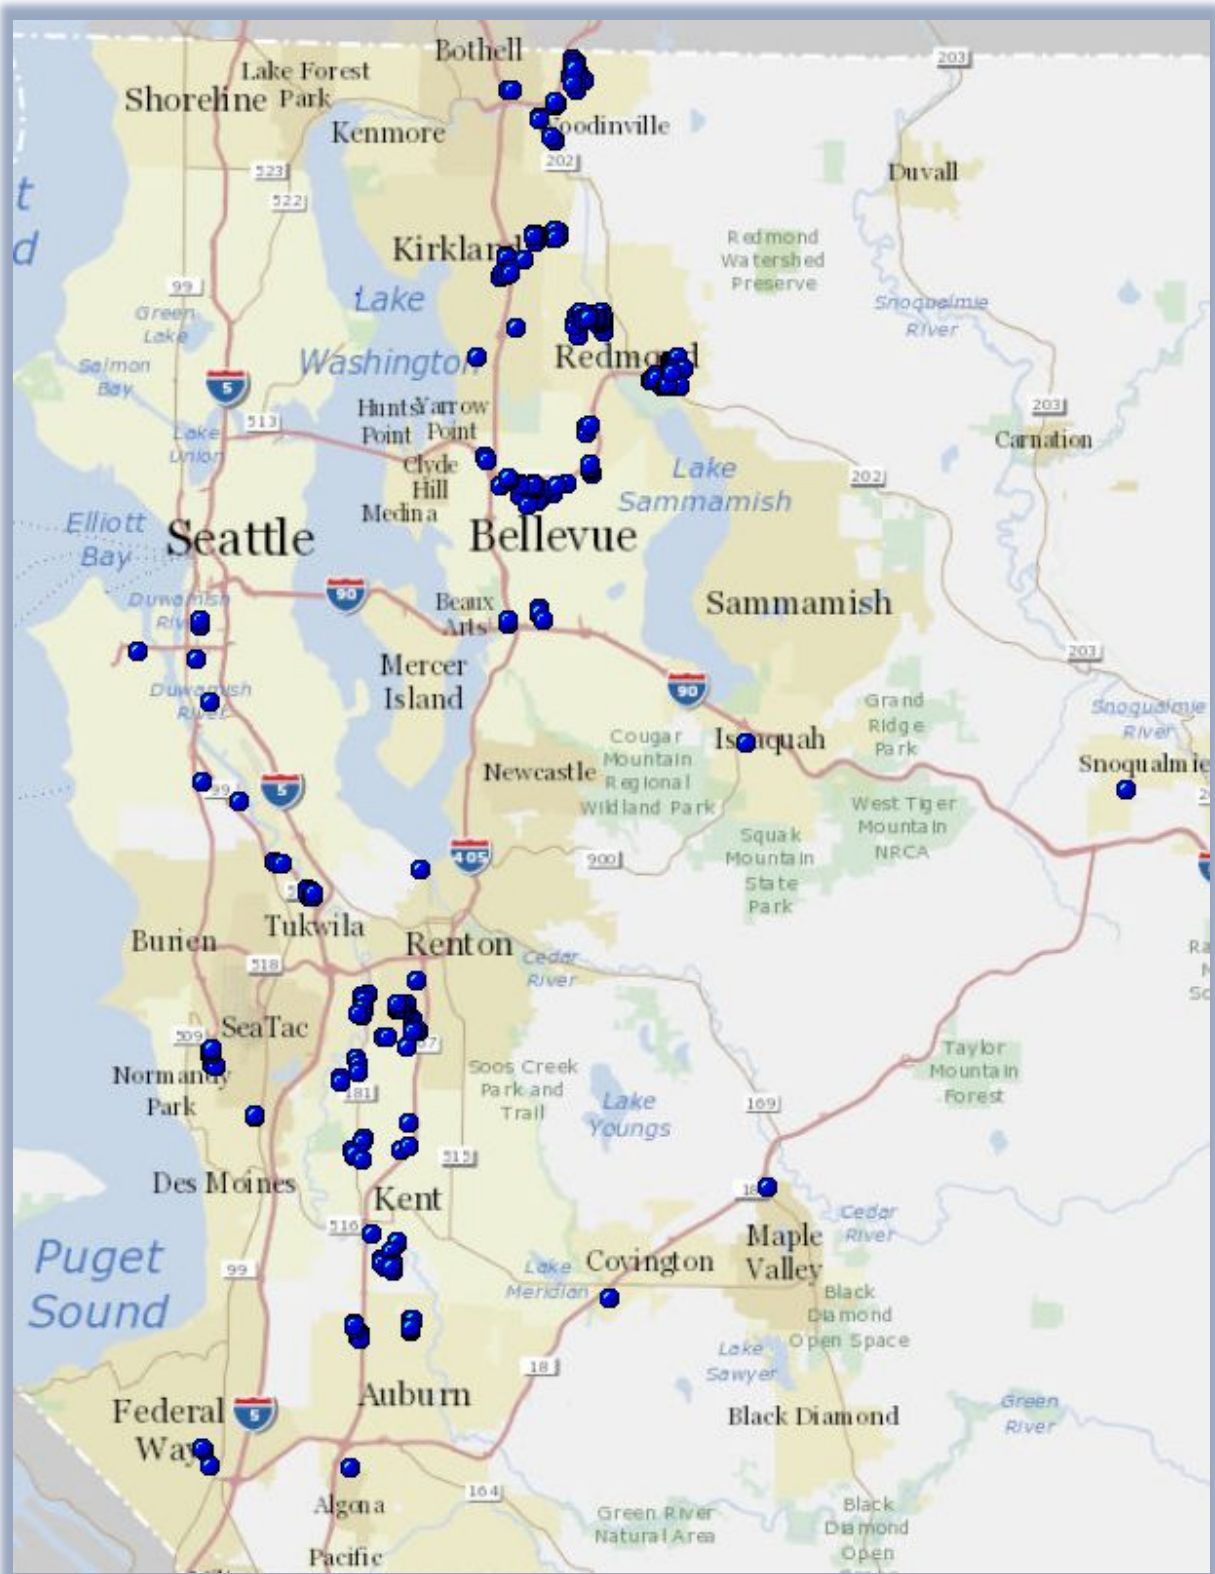 Bothell
203
Lake Forest
Park
Shoreline
Kenmore
oodinville
202
523
522
Duvall
t
d
Kirklan
Redmond
Watershed
Preserve
99
Green
Lake
Lake
Washington
Snoqualmie
River
Salmon
Bay
5
Redmo d
Hunts
Point
Yarrow
Point
513
203
Carnation
Lake
Union
Clyde
Hill
Lake
Sammamish
202
Medina
Elliott
Bay
Seattle
Bellevue
90
Duwamish
Riv
Beaux
Arts
Sammamish
203
Mercer
Island
90
Duwamish
River
Grand
Ridge
Park
Snoqualmie
River
Is aquah
Cougar
Mountain
Regional
Wildland Park
Newcastle
Snoqualmie
5
99
West Tiger
Mountain
NRCA
Squak
Mountain
State
Park
405
900
Tukwila
Burien
Renton
518
Cedar
River
SeaTac
509
Normandy
Park
181
Soos Creek
Park and
Trail
Taylor
Mountain
Forest
Lake
Youngs
169
515
Des Moines
Kent
18
516
Cedar
River
Maple
Valley
Puget
Sound
99
Lake
Meridian
Covington
Black
Diamond
Open Space
Lake
Sawyer
18
Auburn
Federal
Way
5
Black Diamond
Green
River
164
Algona
Green River
Natural Area
Black
Diamond
Open
Pacific